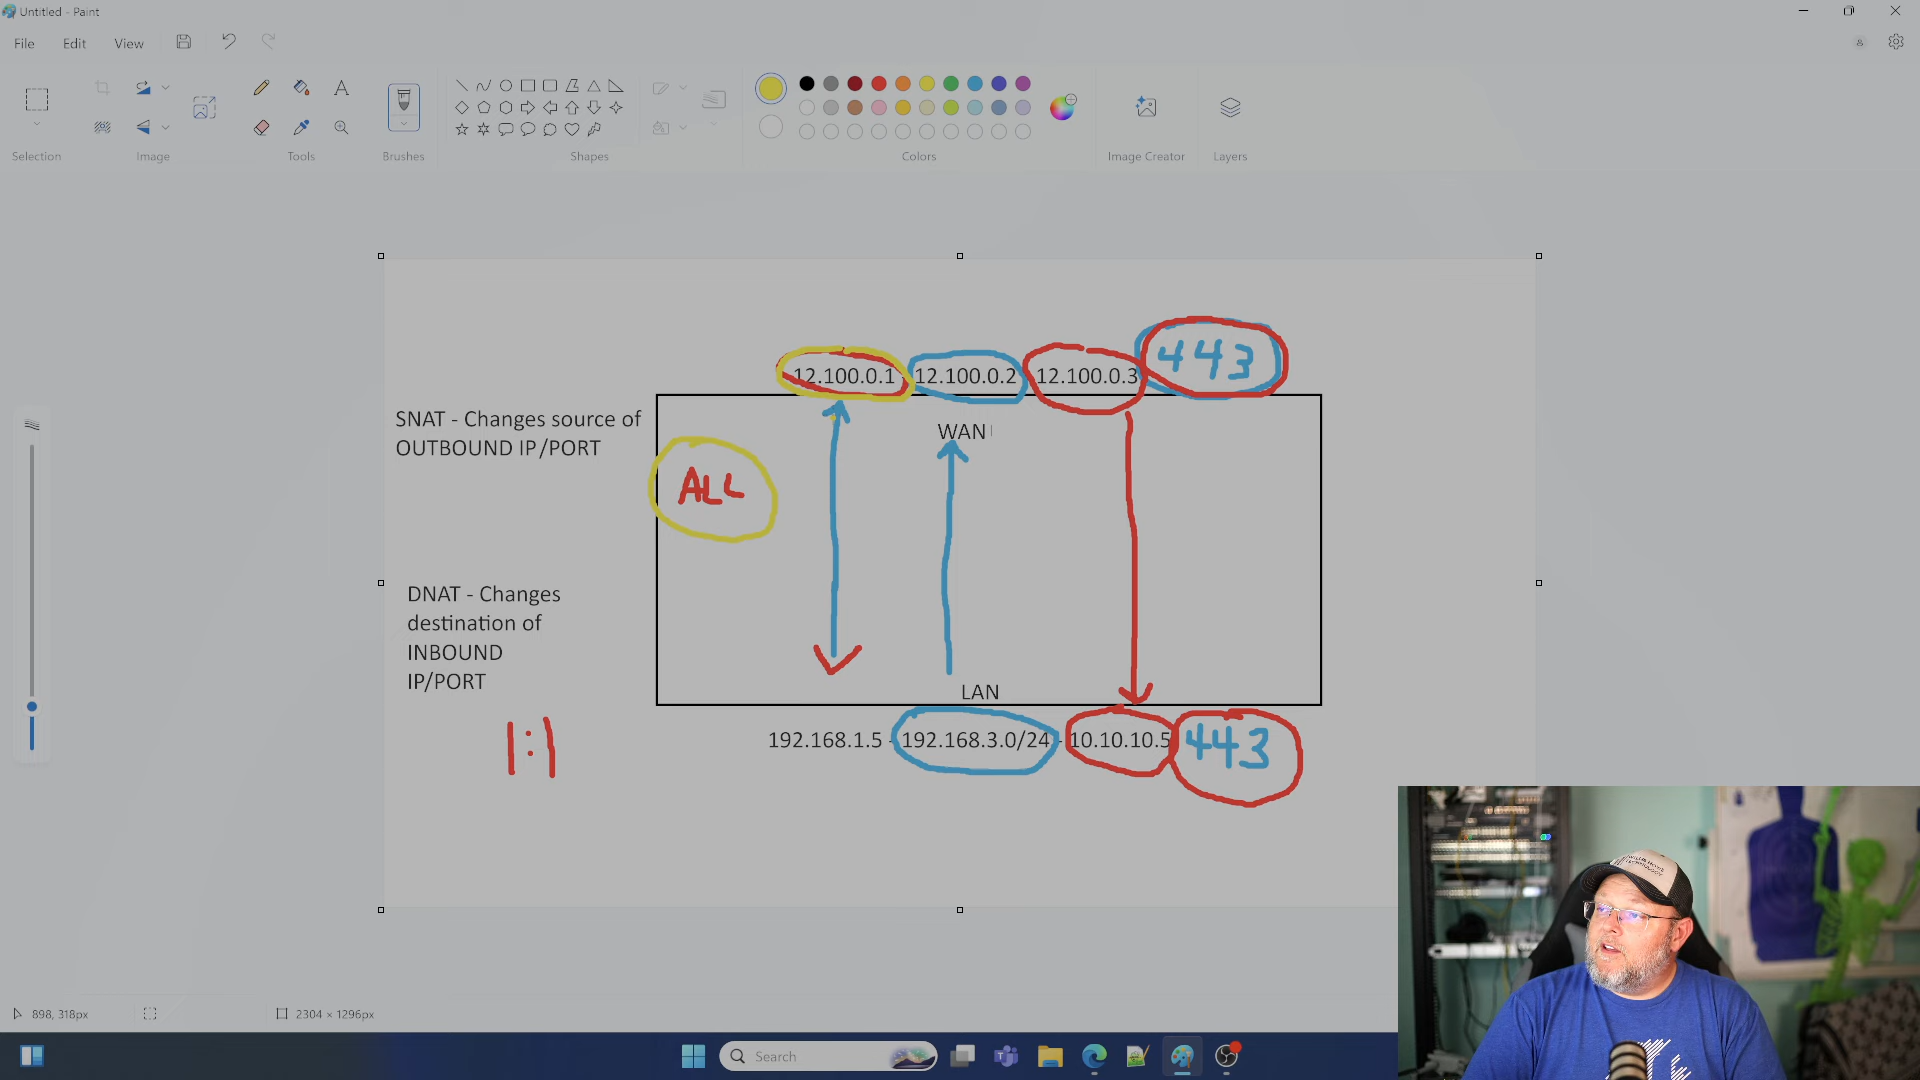 Untitled - Paint
File Edit View
Selection Image Tools Brushes Shapes Colors Image Creator Layers
443
12.100.0.1 - 12.100.0.2 12.100.0.3
SNAT - Changes source of
OUTBOUND IP/PORT
WAN
ALL
DNAT - Changes
destination of
INBOUND
IP/PORT
LAN
192.168.1.5 - 192.168.3.0/24 - 10.10.10.5 443
1:1
898, 318px 2304 × 1296px
Search